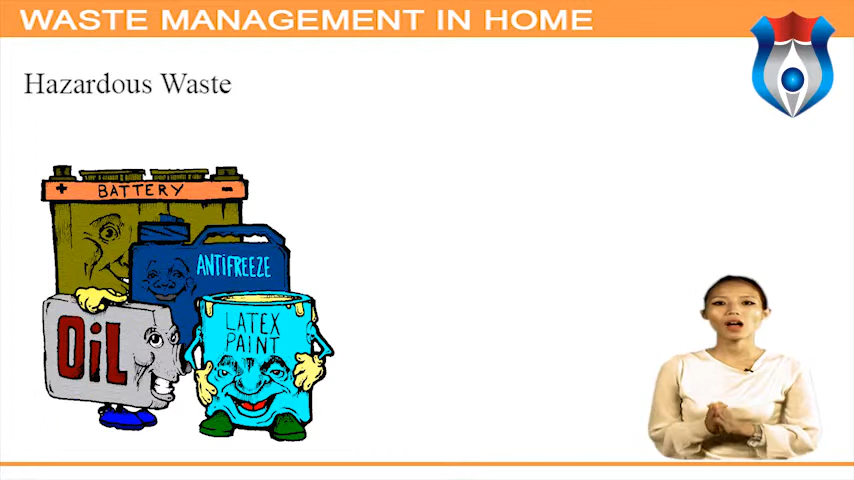 WASTE MANAGEMENT IN HOME
Hazardous Waste
+ BATTERY -
ANTIFREEZE
OiL
LATEX
PAINT